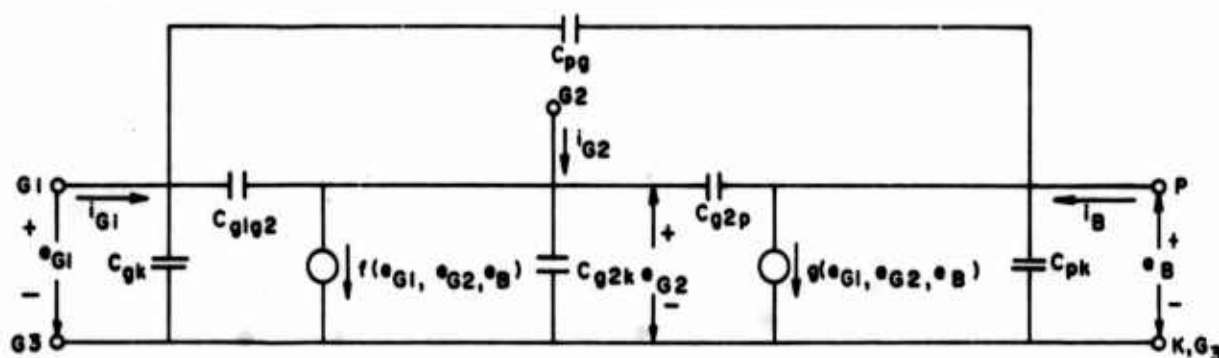 Cpg
G2
iG2
G1
iG1
Cg1g2
Cg2p
P
iB
+
eG1
-
Cgk
f(eG1, eG2, eB)
Cg2k
+
eG2
-
g(eG1, eG2, eB)
Cpk
+
eB
-
G3
K, G3